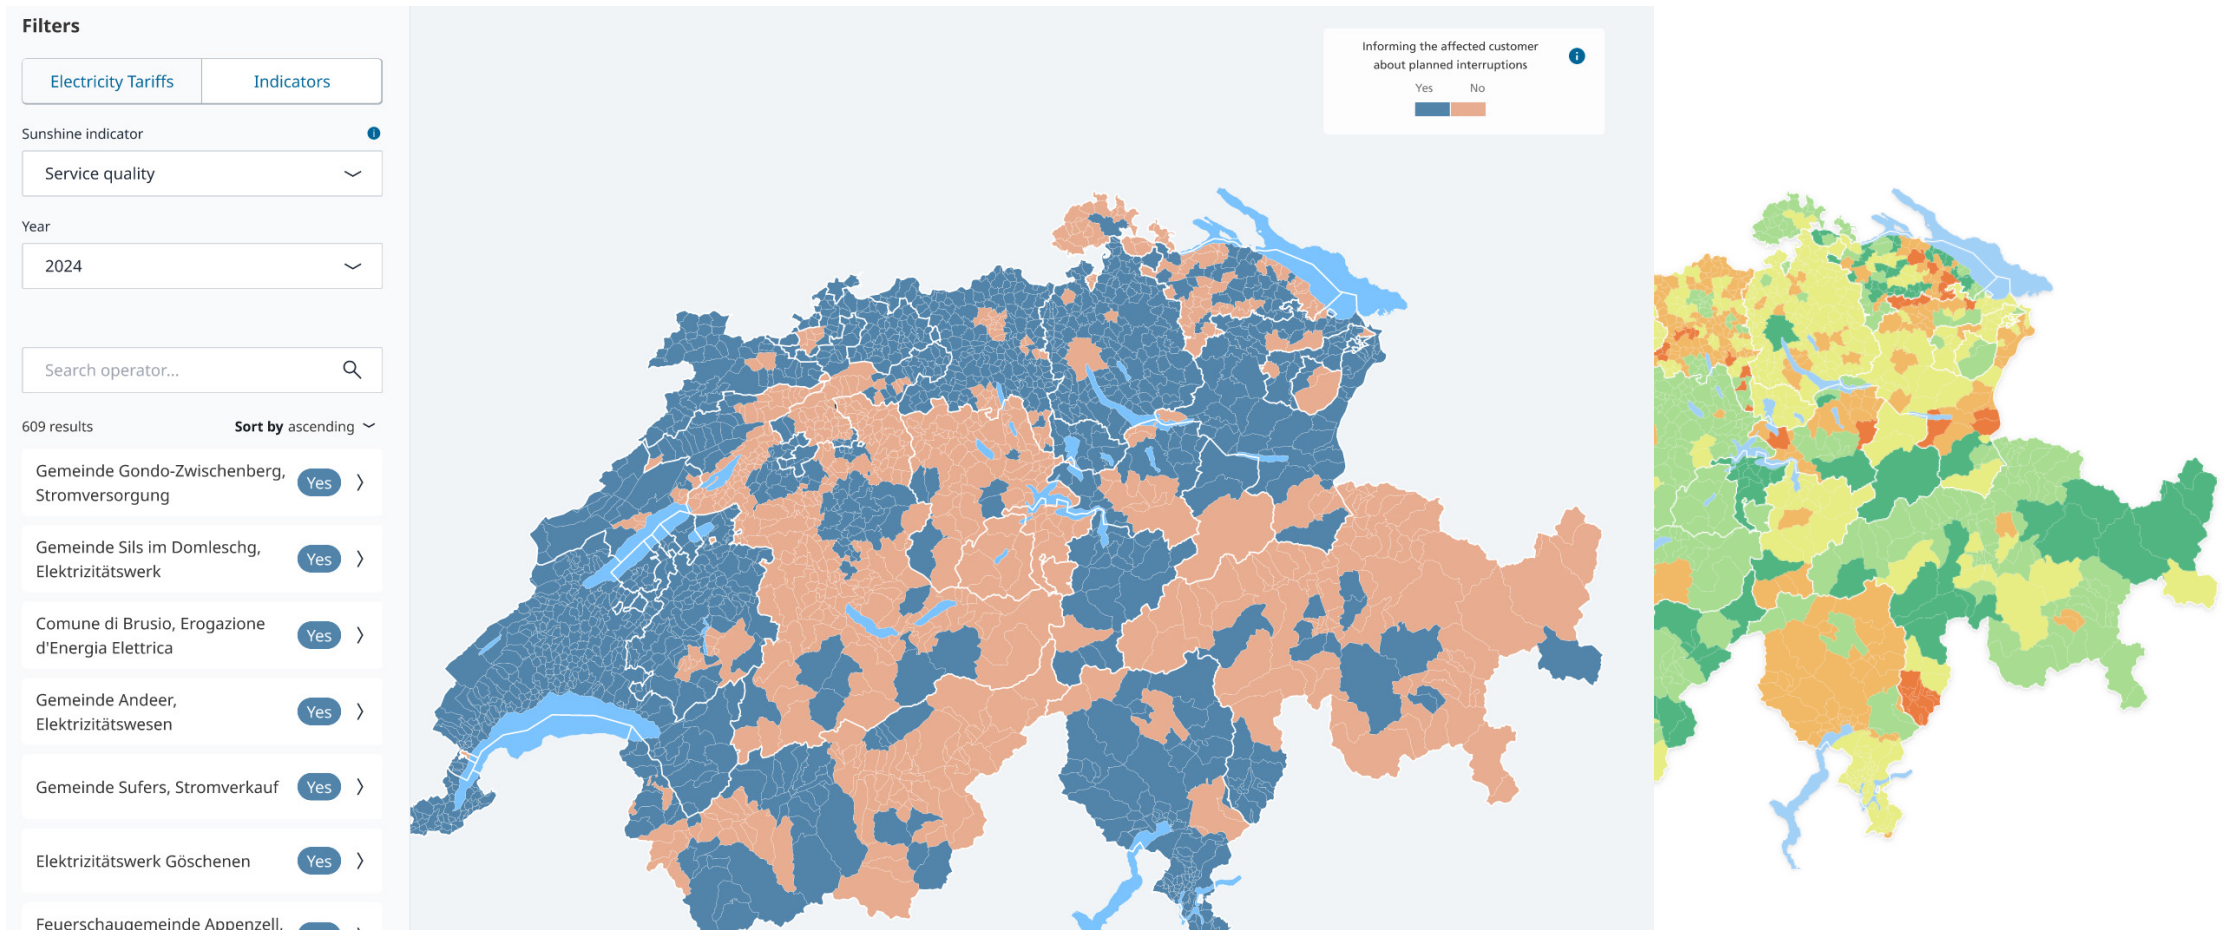 Filters
Electricity Tariffs
Indicators
Sunshine indicator
Service quality
Year
2024
Search operator...
609 results
Sort by ascending
Gemeinde Gondo-Zwischenberg,
Stromversorgung
Yes
Gemeinde Sils im Domleschg,
Elektrizitätswerk
Yes
Comune di Brusio, Erogazione
d'Energia Elettrica
Yes
Gemeinde Andeer,
Elektrizitätswesen
Yes
Gemeinde Sufers, Stromverkauf
Yes
Elektrizitätswerk Göschenen
Yes
Feuerschaugemeinde Appenzell,
Informing the affected customer
about planned interruptions
Yes
No